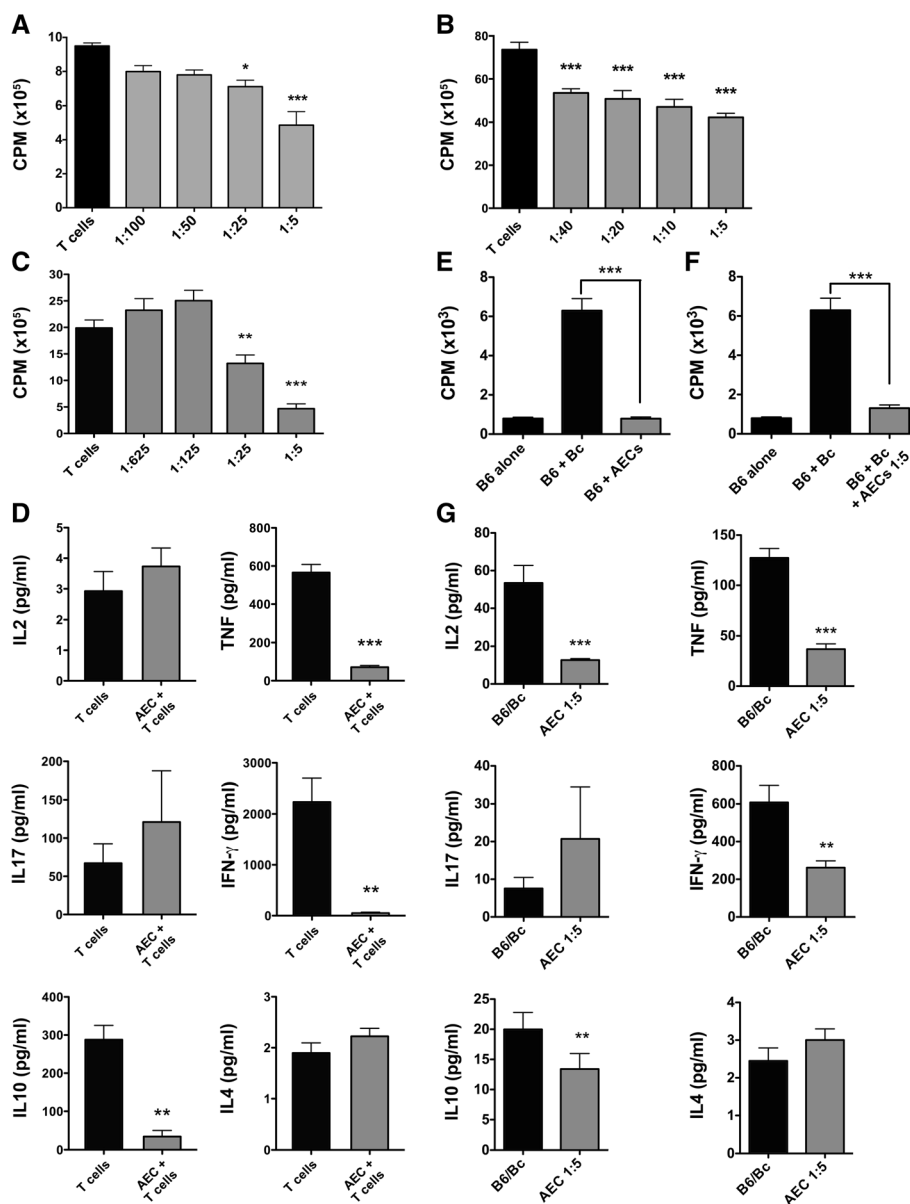 A
CPM (x10⁵)
10
8
6
4
2
0
*
***
T cells
1:100
1:50
1:25
1:5
B
CPM (x10⁵)
80
60
40
20
0
***
***
***
***
T cells
1:40
1:20
1:10
1:5
C
CPM (x10⁵)
30
25
20
15
10
5
0
**
***
T cells
1:625
1:125
1:25
1:5
E
CPM (x10³)
8
6
4
2
0
***
B6 alone
B6 + Bc
B6 + AECs
F
CPM (x10³)
8
6
4
2
0
***
B6 alone
B6 + Bc
B6 + Bc
+ AECs 1:5
D
IL2 (pg/ml)
5
4
3
2
1
0
T cells
AEC +
T cells
TNF (pg/ml)
800
600
400
200
0
***
T cells
AEC +
T cells
G
IL2 (pg/ml)
80
60
40
20
0
***
B6/Bc
AEC 1:5
TNF (pg/ml)
150
100
50
0
***
B6/Bc
AEC 1:5
IL17 (pg/ml)
200
150
100
50
0
T cells
AEC +
T cells
IFN-γ (pg/ml)
3000
2000
1000
0
**
T cells
AEC +
T cells
IL17 (pg/ml)
40
30
20
10
0
B6/Bc
AEC 1:5
IFN-γ (pg/ml)
800
600
400
200
0
**
B6/Bc
AEC 1:5
IL10 (pg/ml)
400
300
200
100
0
**
T cells
AEC +
T cells
IL4 (pg/ml)
3
2
1
0
T cells
AEC +
T cells
IL10 (pg/ml)
25
20
15
10
5
0
**
B6/Bc
AEC 1:5
IL4 (pg/ml)
4
3
2
1
0
B6/Bc
AEC 1:5